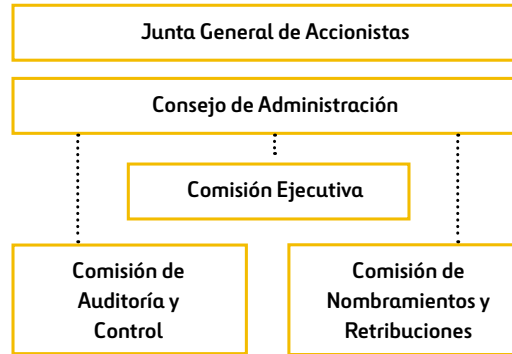 Junta General de Accionistas
Consejo de Administración
Comisión Ejecutiva
Comisión de
Auditoría y
Control
Comisión de
Nombramientos y
Retribuciones